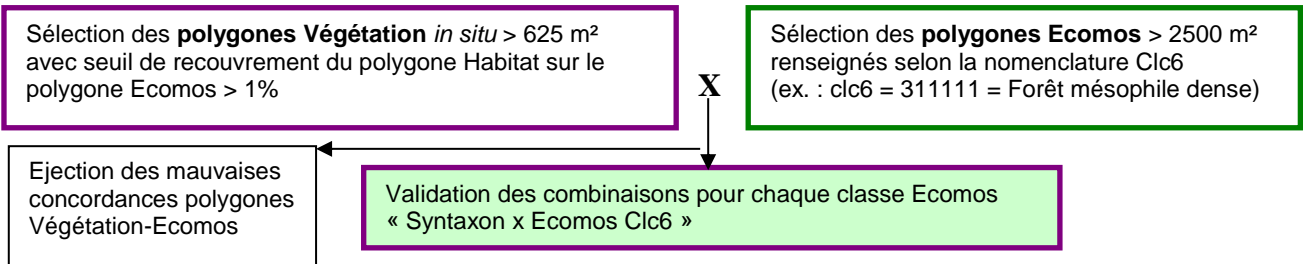 Sélection des polygones Végétation in situ > 625 m²
avec seuil de recouvrement du polygone Habitat sur le
polygone Ecomos > 1%
X
Sélection des polygones Ecomos > 2500 m²
renseignés selon la nomenclature Clc6
(ex. : clc6 = 311111 = Forêt mésophile dense)
Ejection des mauvaises
concordances polygones
Végétation-Ecomos
Validation des combinaisons pour chaque classe Ecomos
« Syntaxon x Ecomos Clc6 »